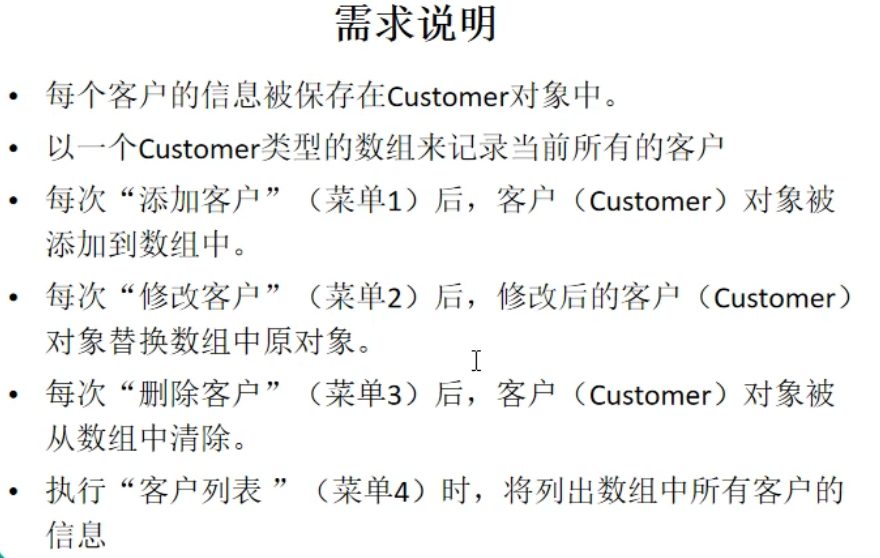 需求说明
• 每个客户的信息被保存在Customer对象中。
• 以一个Customer类型的数组来记录当前所有的客户
• 每次“添加客户”（菜单1）后，客户（Customer）对象被
添加到数组中。
• 每次“修改客户”（菜单2）后，修改后的客户（Customer）
对象替换数组中原对象。
• 每次“删除客户”（菜单3）后，客户（Customer）对象被
从数组中清除。
• 执行“客户列表 ”（菜单4）时，将列出数组中所有客户的
信息